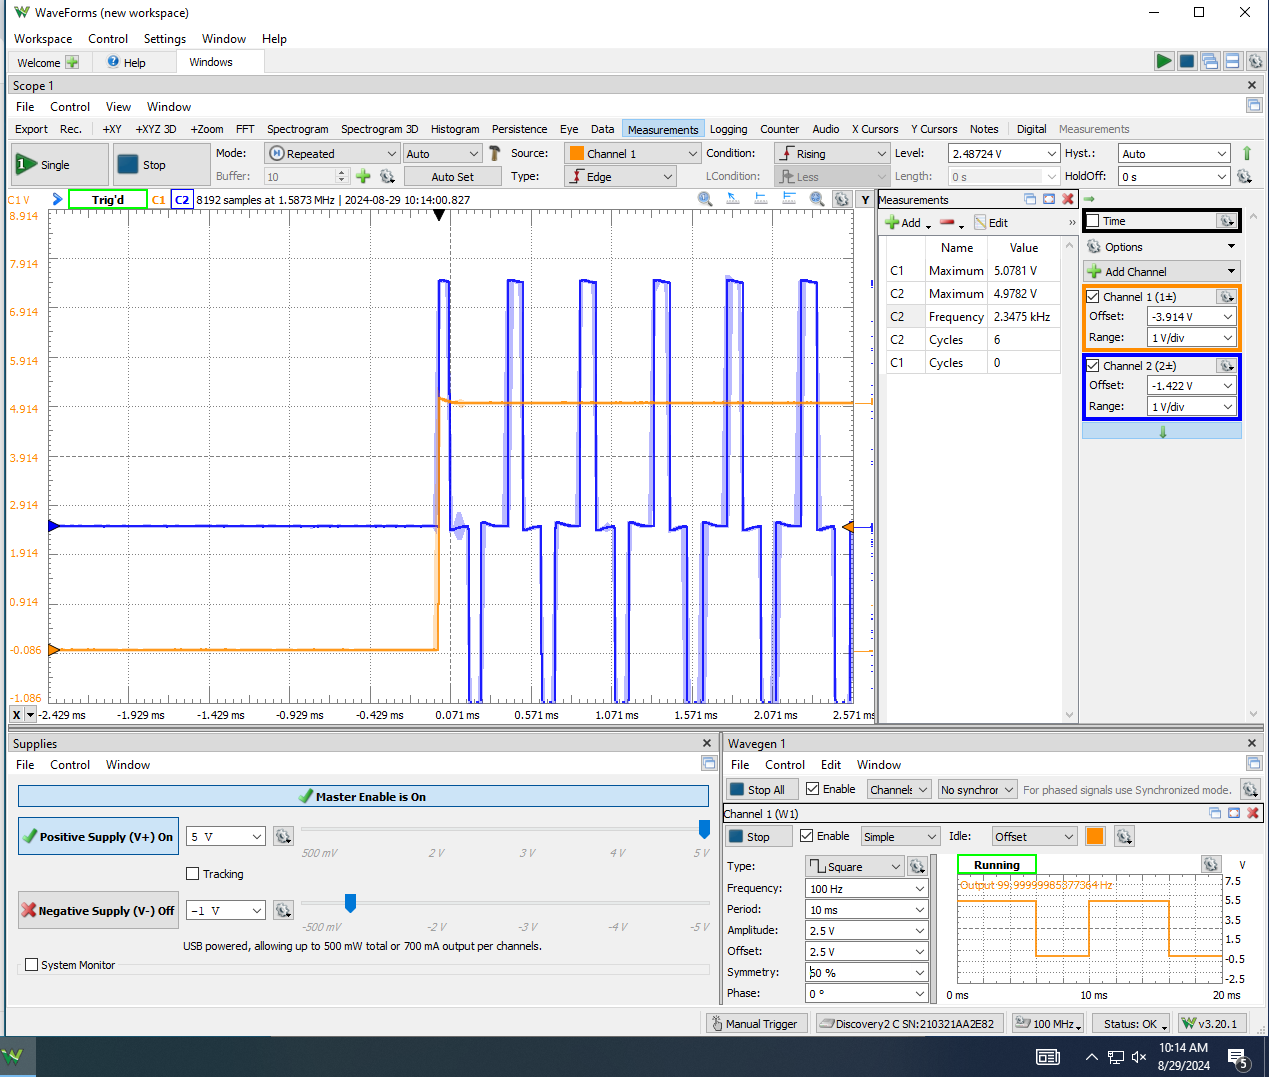 WaveForms (new workspace)
Workspace Control Settings Window Help
Welcome Help Windows
Scope 1
File Control View Window
Export Rec. +XY +XYZ 3D +Zoom FFT Spectrogram Spectrogram 3D Histogram Persistence Eye Data Measurements Logging Counter Audio X Cursors Y Cursors Notes Digital Measurements
Single Stop Mode: Repeated Auto Source: Channel 1 Condition: Rising Level: 2.48724 V Hyst.: Auto
Buffer: 10 Auto Set Type: Edge LCondition: Less Length: 0 s HoldOff: 0 s
C1 V Trig'd C1 C2 8192 samples at 1.5873 MHz | 2024-08-29 10:14:00.827 Y
8.914
7.914
6.914
5.914
4.914
3.914
2.914
1.914
0.914
-0.086
-1.086
X -2.429 ms -1.929 ms -1.429 ms -0.929 ms -0.429 ms 0.071 ms 0.571 ms 1.071 ms 1.571 ms 2.071 ms 2.571 ms
Measurements
Add Edit »
Name Value
C1 Maximum 5.0781 V
C2 Maximum 4.9782 V
C2 Frequency 2.3475 kHz
C2 Cycles 6
C1 Cycles 0
Time
Options
Add Channel
Channel 1 (1±)
Offset: -3.914 V
Range: 1 V/div
Channel 2 (2±)
Offset: -1.422 V
Range: 1 V/div
Supplies
File Control Window
Master Enable is On
Positive Supply (V+) On 5 V
500 mV 2 V 3 V 4 V 5 V
Tracking
Negative Supply (V-) Off -1 V
-500 mV -2 V -3 V -4 V -5 V
USB powered, allowing up to 500 mW total or 700 mA output per channels.
System Monitor
Wavegen 1
File Control Edit Window
Stop All Enable Channels No synchror For phased signals use Synchronized mode.
Channel 1 (W1)
Stop Enable Simple Idle: Offset
Type: Square
Frequency: 100 Hz
Period: 10 ms
Amplitude: 2.5 V
Offset: 2.5 V
Symmetry: 60 %
Phase: 0 °
Running V
Output 99.99999985377364 Hz
7.5
5.5
3.5
1.5
-0.5
-2.5
0 ms 10 ms 20 ms
Manual Trigger Discovery2 C SN:210321AA2E82 100 MHz Status: OK v3.20.1
10:14 AM
8/29/2024
5